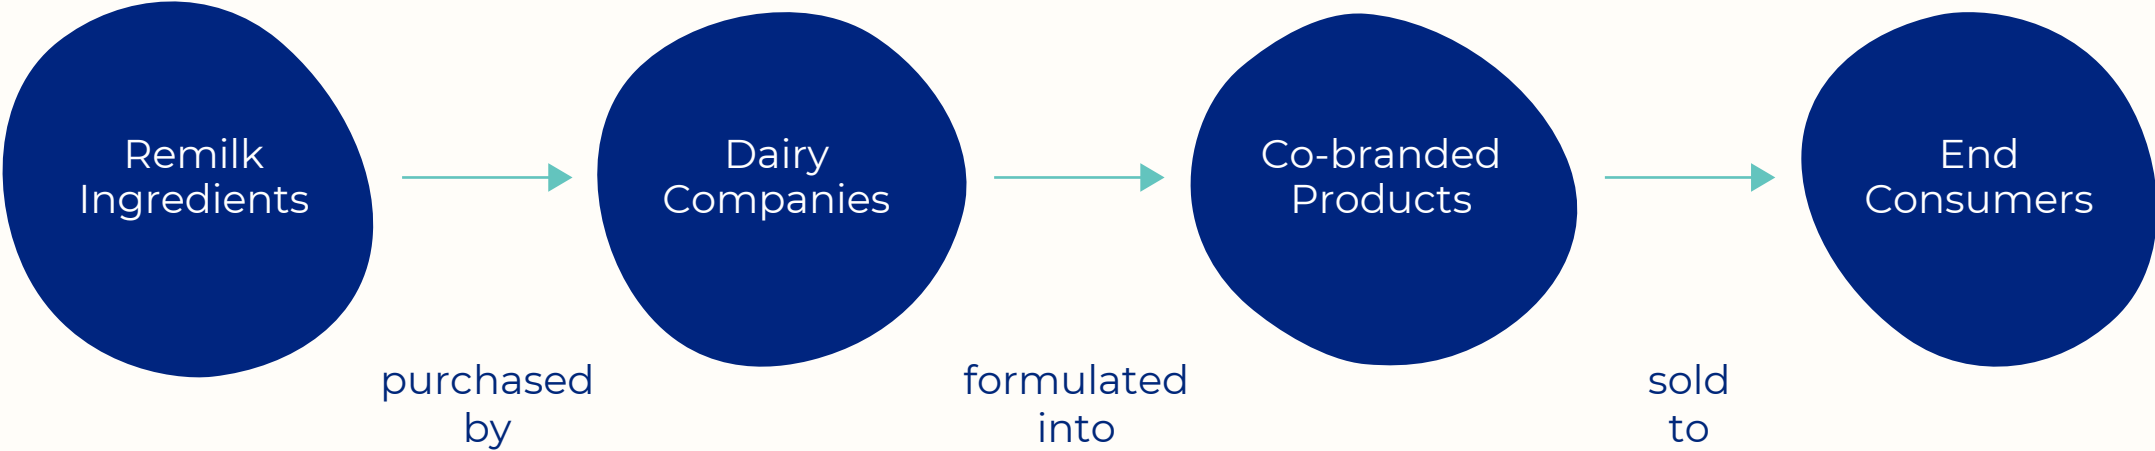 Remilk
Ingredients
purchased
by
Dairy
Companies
formulated
into
Co-branded
Products
sold
to
End
Consumers